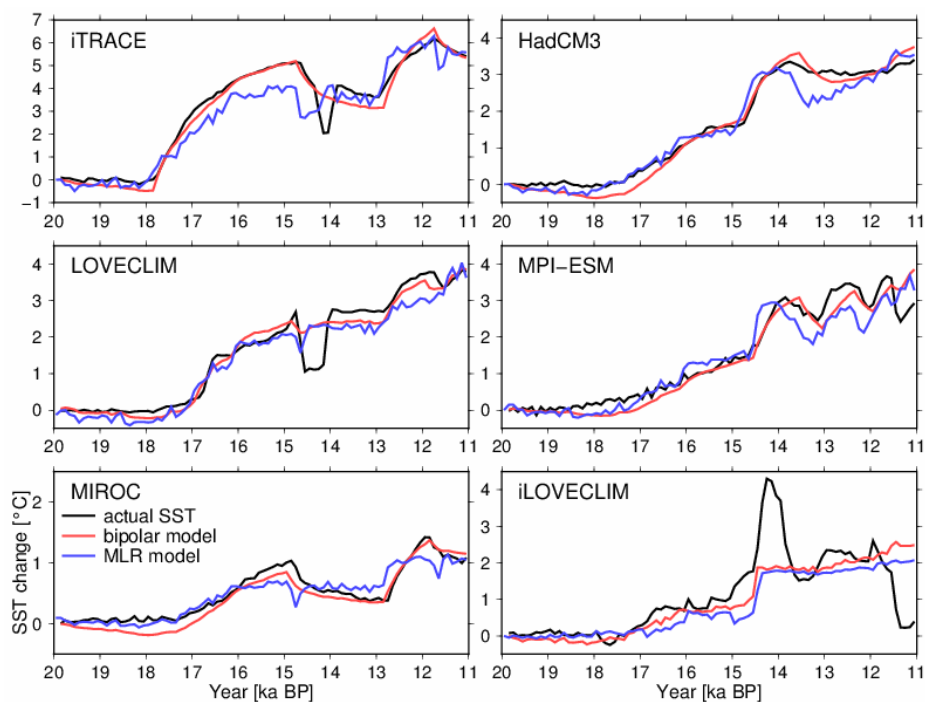 iTRACE
7
6
5
4
3
2
1
0
−1
20 19 18 17 16 15 14 13 12 11
HadCM3
4
3
2
1
0
20 19 18 17 16 15 14 13 12 11
LOVECLIM
4
3
2
1
0
20 19 18 17 16 15 14 13 12 11
MPI−ESM
4
3
2
1
0
20 19 18 17 16 15 14 13 12 11
MIROC
actual SST
bipolar model
MLR model
SST change [°C]
2
1
0
20 19 18 17 16 15 14 13 12 11
Year [ka BP]
iLOVECLIM
4
3
2
1
0
20 19 18 17 16 15 14 13 12 11
Year [ka BP]